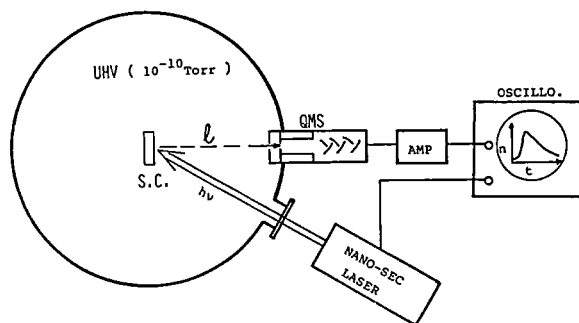 UHV ( 10⁻¹⁰Torr )
ℓ
QMS
S.C.
hν
AMP
OSCILLO.
n
t
NANO-SEC
LASER